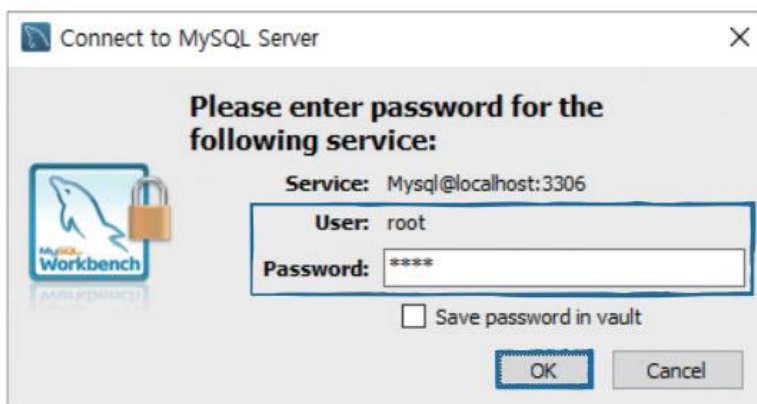 Connect to MySQL Server
Please enter password for the
following service:
Service: Mysql@localhost:3306
User: root
Password: ****
MySQL
Workbench
Save password in vault
OK Cancel